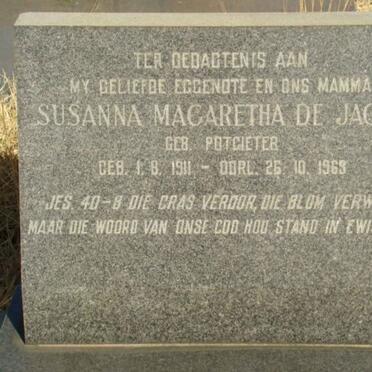 TER GEDAGTENIS AAN
MY GELIEFDE EGGENOTE EN ONS MAMMA
SUSANNA MAGARETHA DE JAG
GEB. POTGIETER
GEB. 1. 8. 1911 – OORL. 26. 10. 1969
JES. 40-8 DIE GRAS VERDOR, DIE BLOM VERW
MAAR DIE WOORD VAN ONSE GOD HOU STAND IN EWI